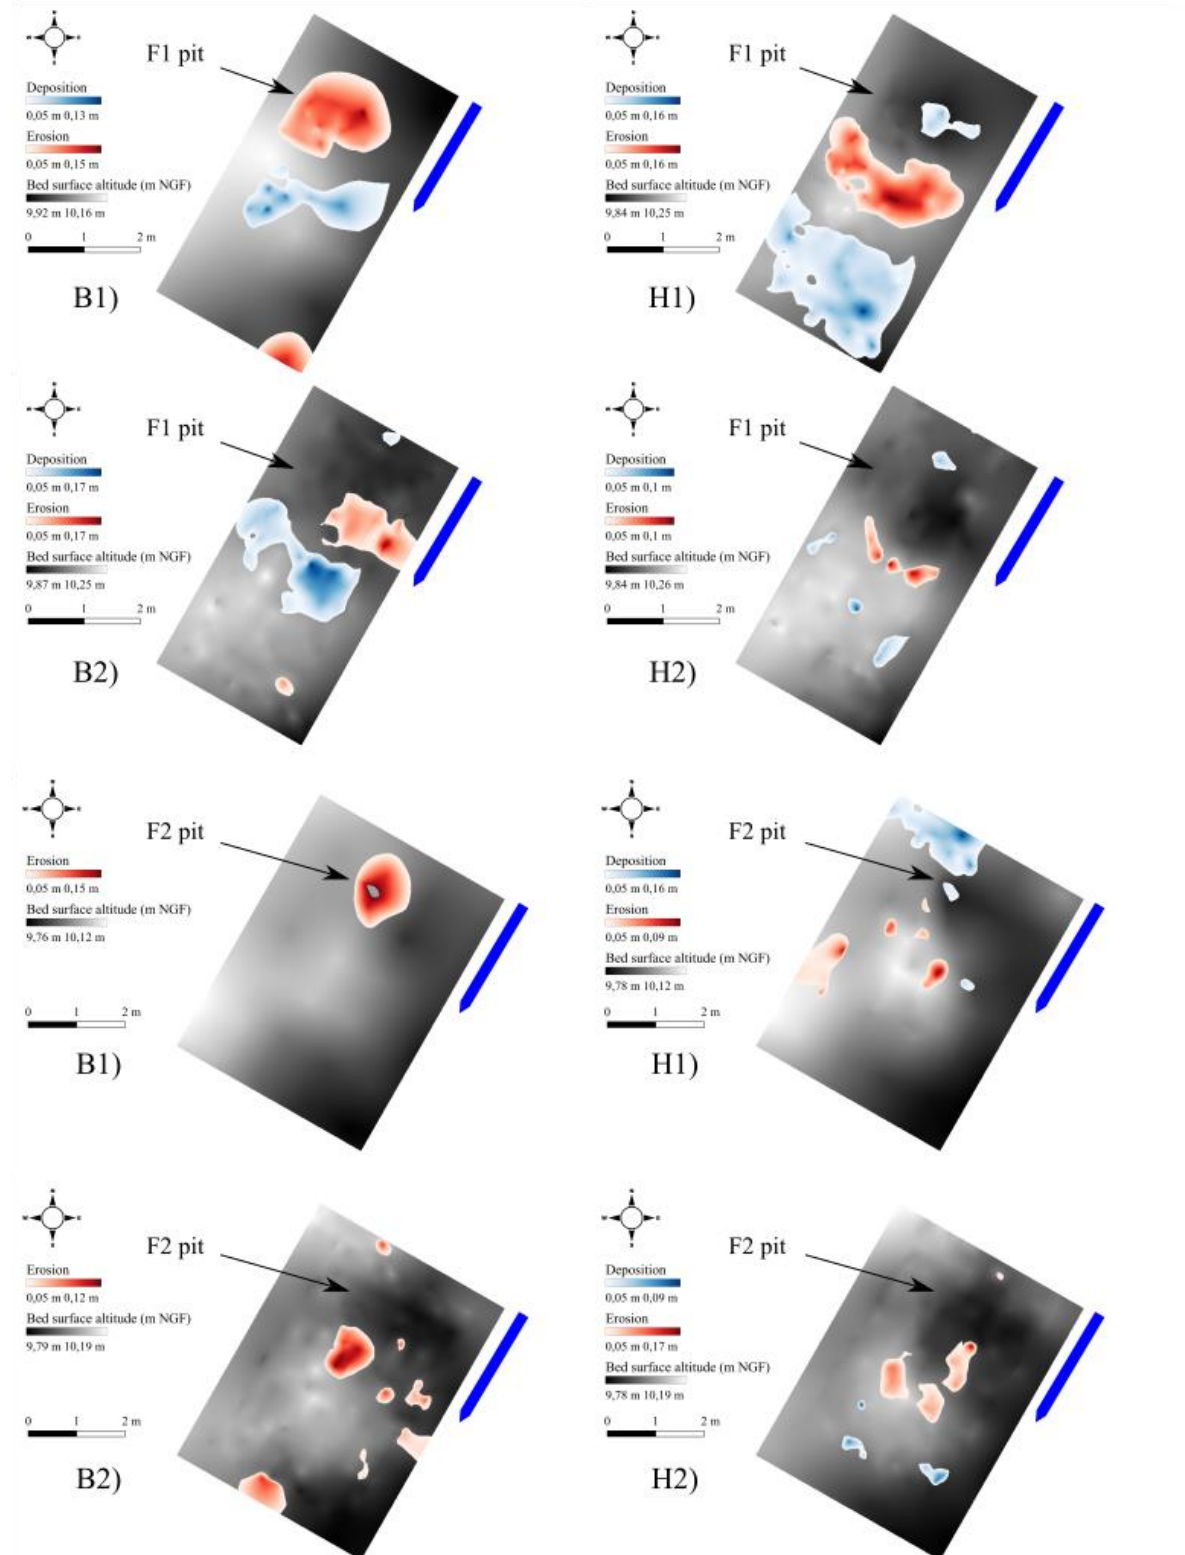 N
W E
S
F1 pit
Deposition
0,05 m 0,13 m
Erosion
0,05 m 0,15 m
Bed surface altitude (m NGF)
9,92 m 10,16 m
0 1 2 m
B1)
F1 pit
Deposition
0,05 m 0,16 m
Erosion
0,05 m 0,16 m
Bed surface altitude (m NGF)
9,84 m 10,25 m
0 1 2 m
H1)
F1 pit
Deposition
0,05 m 0,17 m
Erosion
0,05 m 0,17 m
Bed surface altitude (m NGF)
9,87 m 10,25 m
0 1 2 m
B2)
F1 pit
Deposition
0,05 m 0,1 m
Erosion
0,05 m 0,1 m
Bed surface altitude (m NGF)
9,84 m 10,26 m
0 1 2 m
H2)
F2 pit
Erosion
0,05 m 0,15 m
Bed surface altitude (m NGF)
9,76 m 10,12 m
0 1 2 m
B1)
F2 pit
Deposition
0,05 m 0,16 m
Erosion
0,05 m 0,09 m
Bed surface altitude (m NGF)
9,78 m 10,12 m
0 1 2 m
H1)
F2 pit
Erosion
0,05 m 0,12 m
Bed surface altitude (m NGF)
9,79 m 10,19 m
0 1 2 m
B2)
F2 pit
Deposition
0,05 m 0,09 m
Erosion
0,05 m 0,17 m
Bed surface altitude (m NGF)
9,78 m 10,19 m
0 1 2 m
H2)